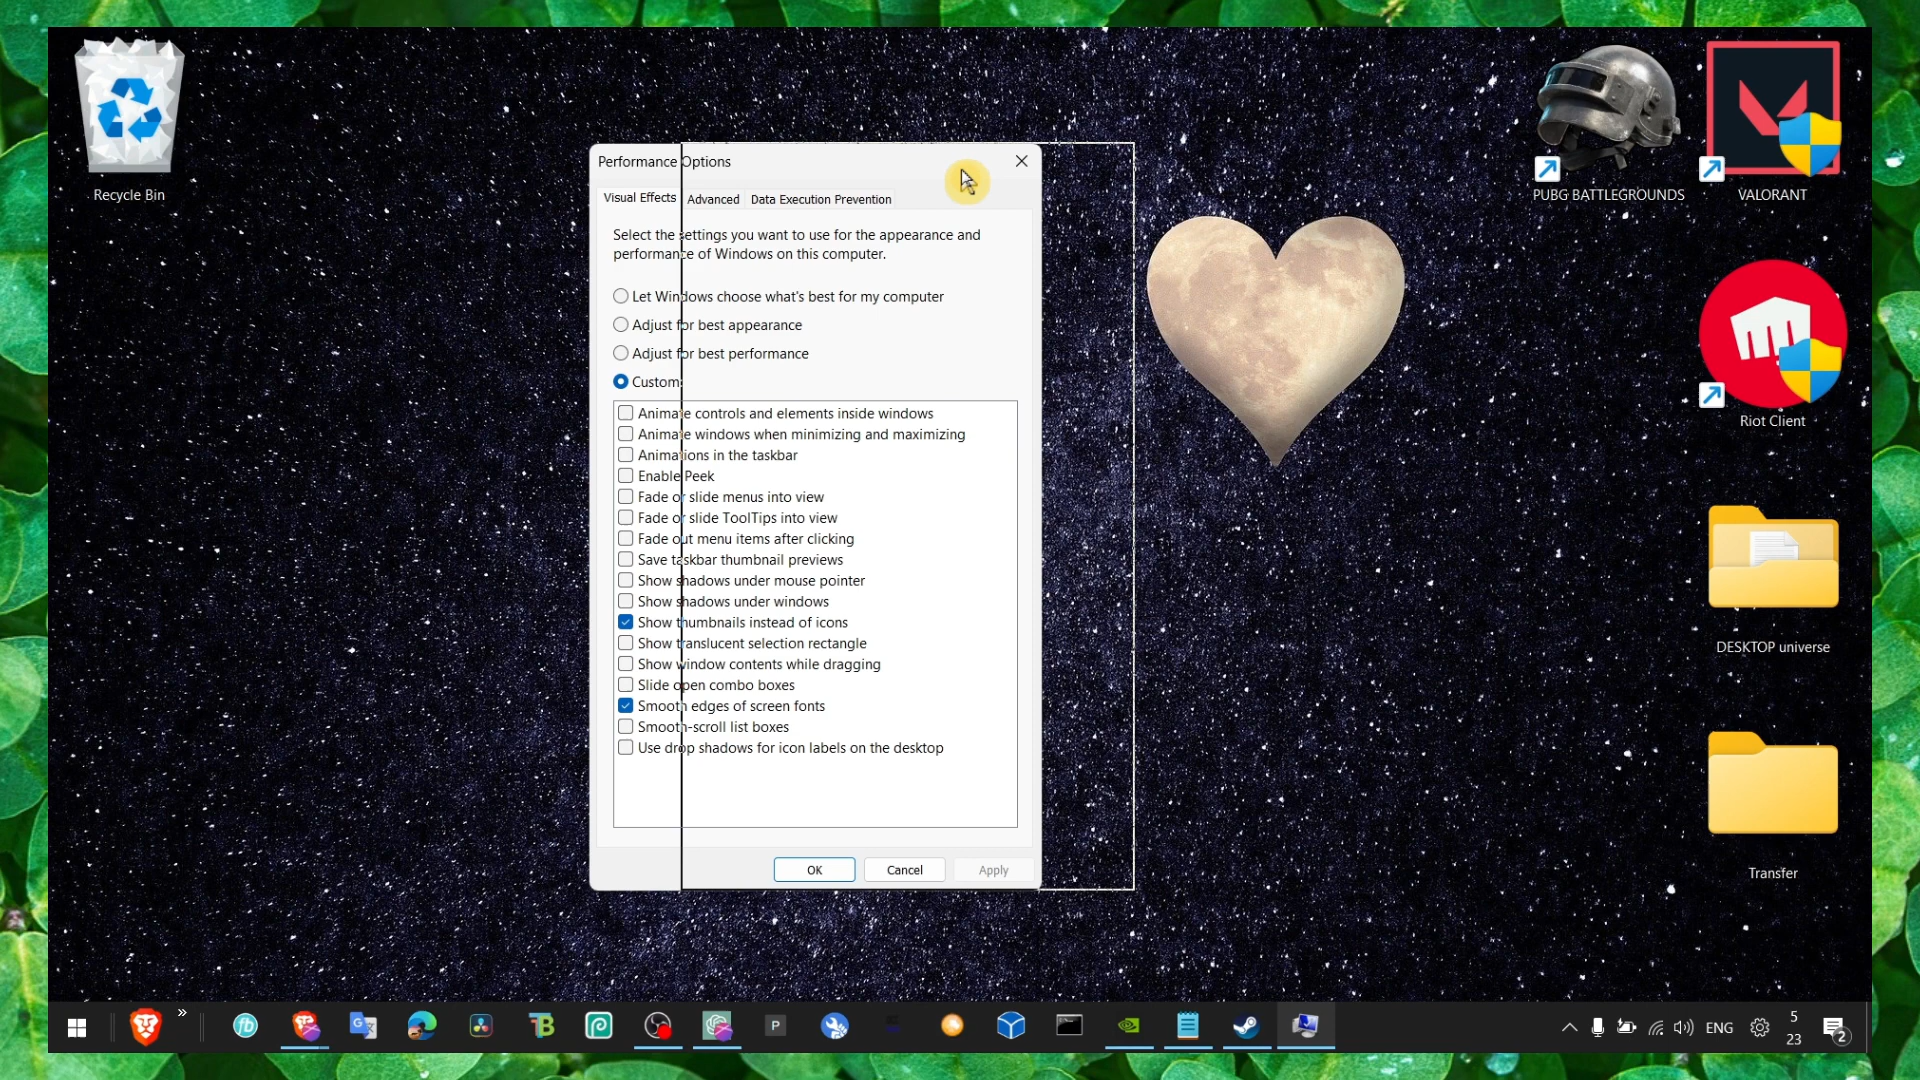 Recycle Bin
PUBG BATTLEGROUNDS
VALORANT
Performance Options
Visual Effects
Advanced
Data Execution Prevention
Select the settings you want to use for the appearance and
performance of Windows on this computer.
Let Windows choose what's best for my computer
Adjust for best appearance
Adjust for best performance
Custom:
Animate controls and elements inside windows
Animate windows when minimizing and maximizing
Animations in the taskbar
Enable Peek
Fade or slide menus into view
Fade or slide ToolTips into view
Fade out menu items after clicking
Save taskbar thumbnail previews
Show shadows under mouse pointer
Show shadows under windows
Show thumbnails instead of icons
Show translucent selection rectangle
Show window contents while dragging
Slide open combo boxes
Smooth edges of screen fonts
Smooth-scroll list boxes
Use drop shadows for icon labels on the desktop
OK
Cancel
Apply
Riot Client
DESKTOP universe
Transfer
fb
G
TB
P
ENG
5
23
2